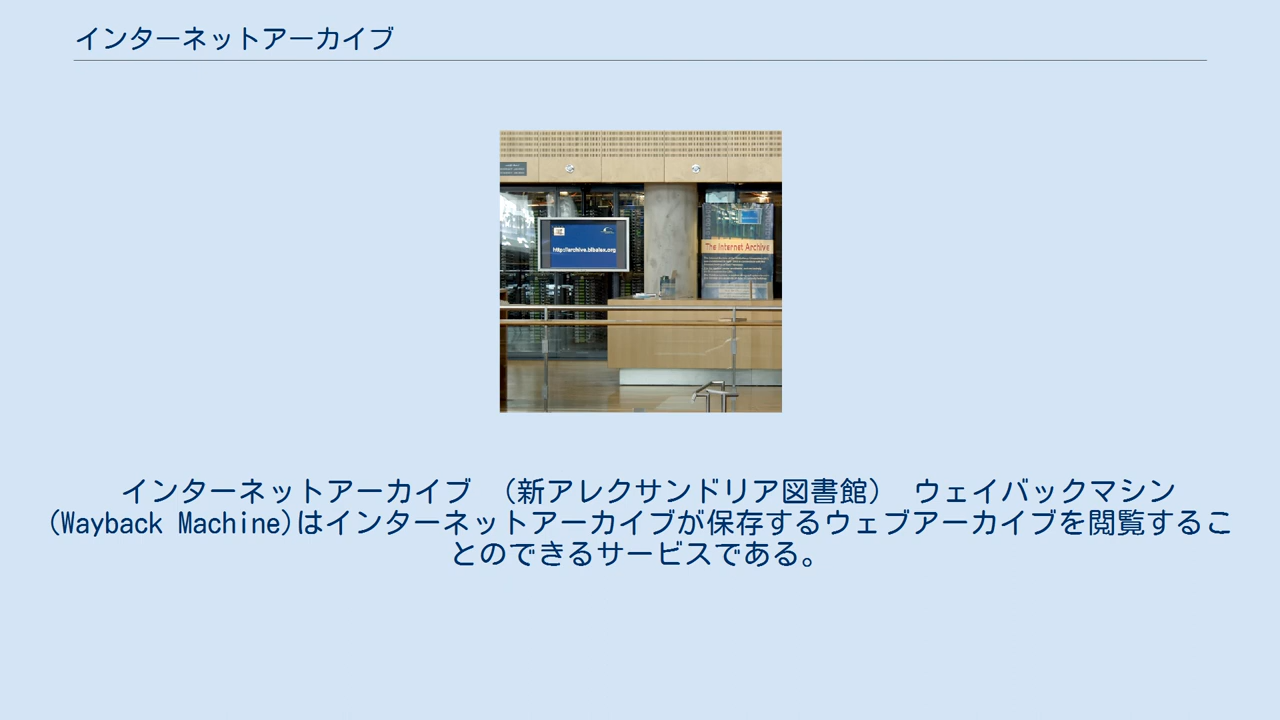 インターネットアーカイブ
http://archive.bibalex.org
The Internet Archive
インターネットアーカイブ　（新アレクサンドリア図書館）　ウェイバックマシン
(Wayback Machine)はインターネットアーカイブが保存するウェブアーカイブを閲覧するこ
とのできるサービスである。